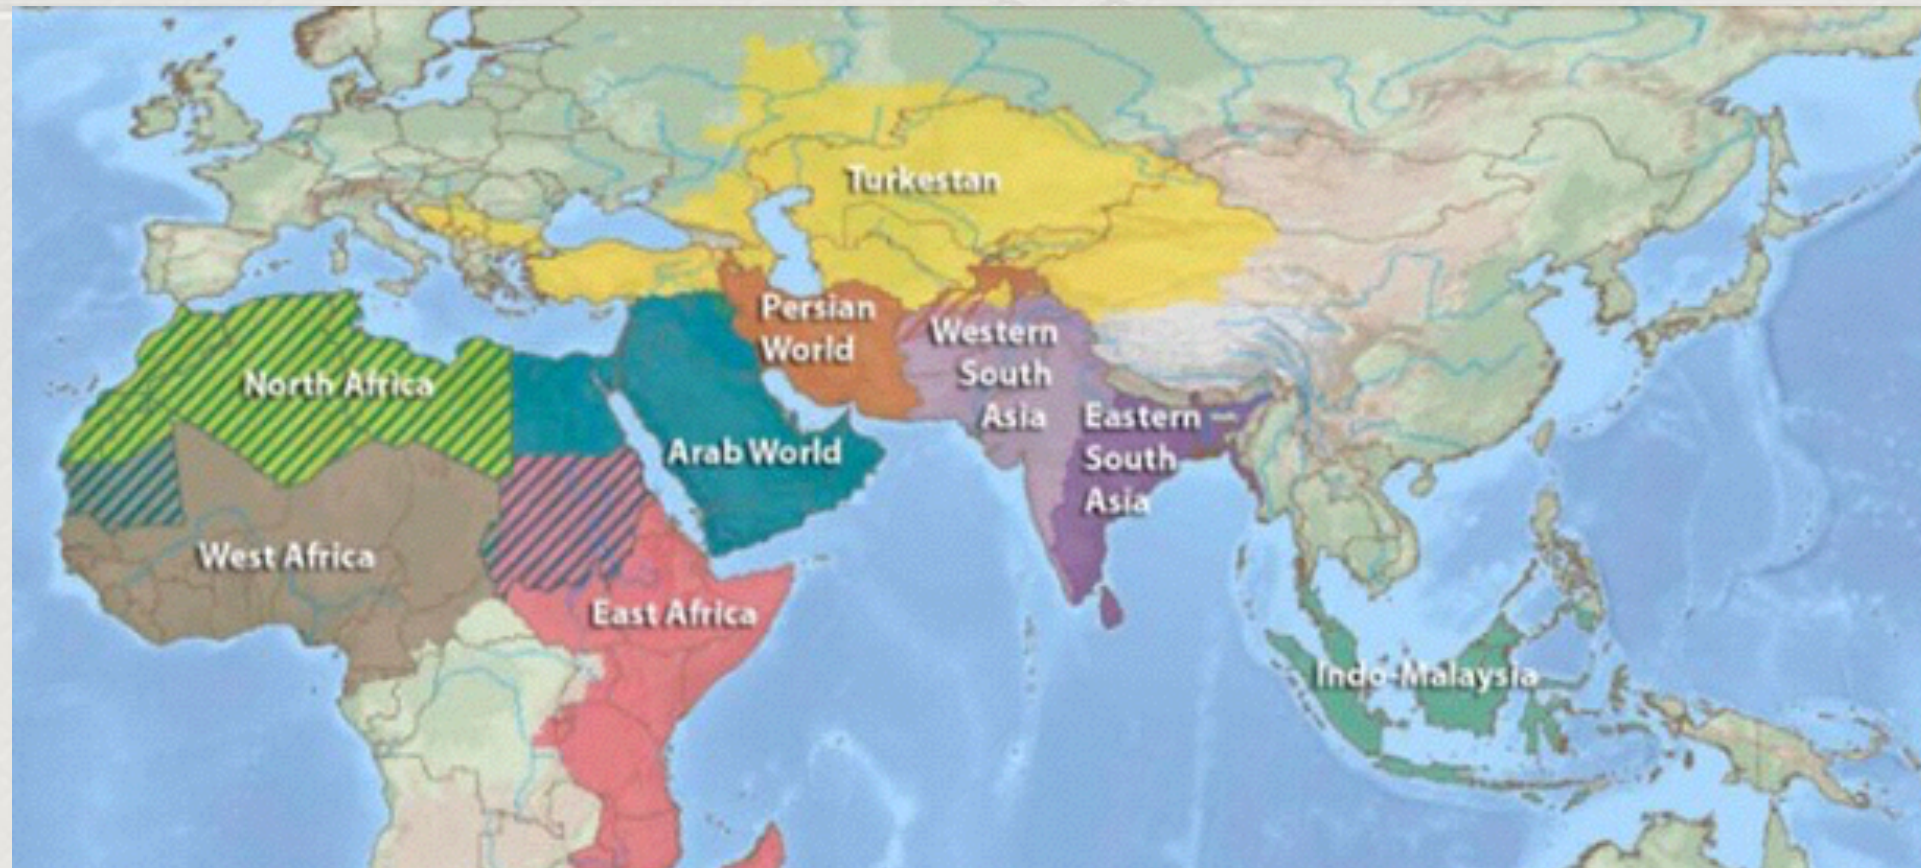 Turkestan
Persian
World
Western
South
Asia
North Africa
Eastern
South
Asia
Arab World
West Africa
East Africa
Indo-Malaysia